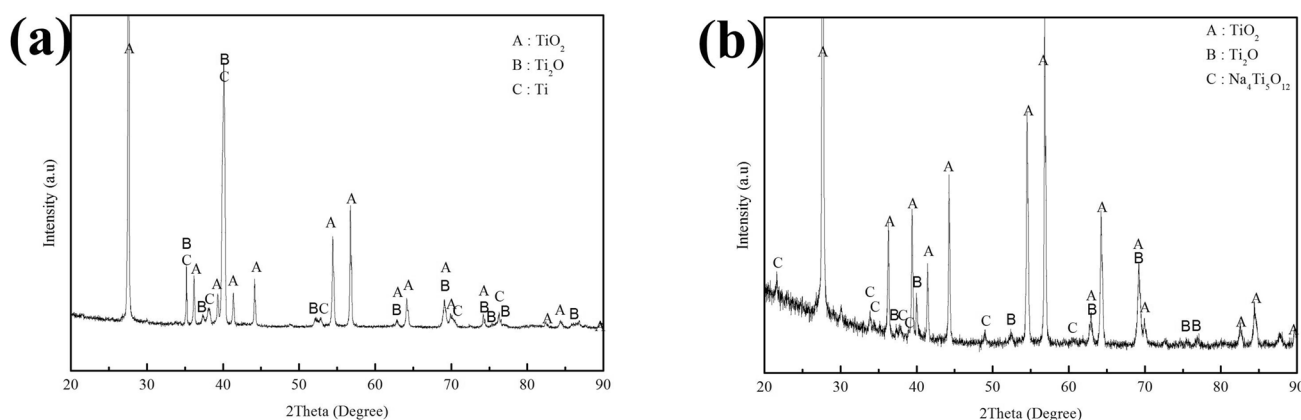 (a)
A : TiO₂
B : Ti₂O
C : Ti
A
B
C
B
C
A
B
C
A
A
A
A
A
B
C
A
B
A
A
B
A
C
A
B
B
C
B
A
A
B
A
Intensity (a.u)
20 30 40 50 60 70 80 90
2Theta (Degree)
(b)
A : TiO₂
B : Ti₂O
C : Na₄Ti₅O₁₂
C
A
C
C
A
B
C
C
A
B
A
A
C
B
A
A
C
A
B
A
A
B
A
B
B
A
A
A
Intensity (a.u)
20 30 40 50 60 70 80 90
2Theta (Degree)